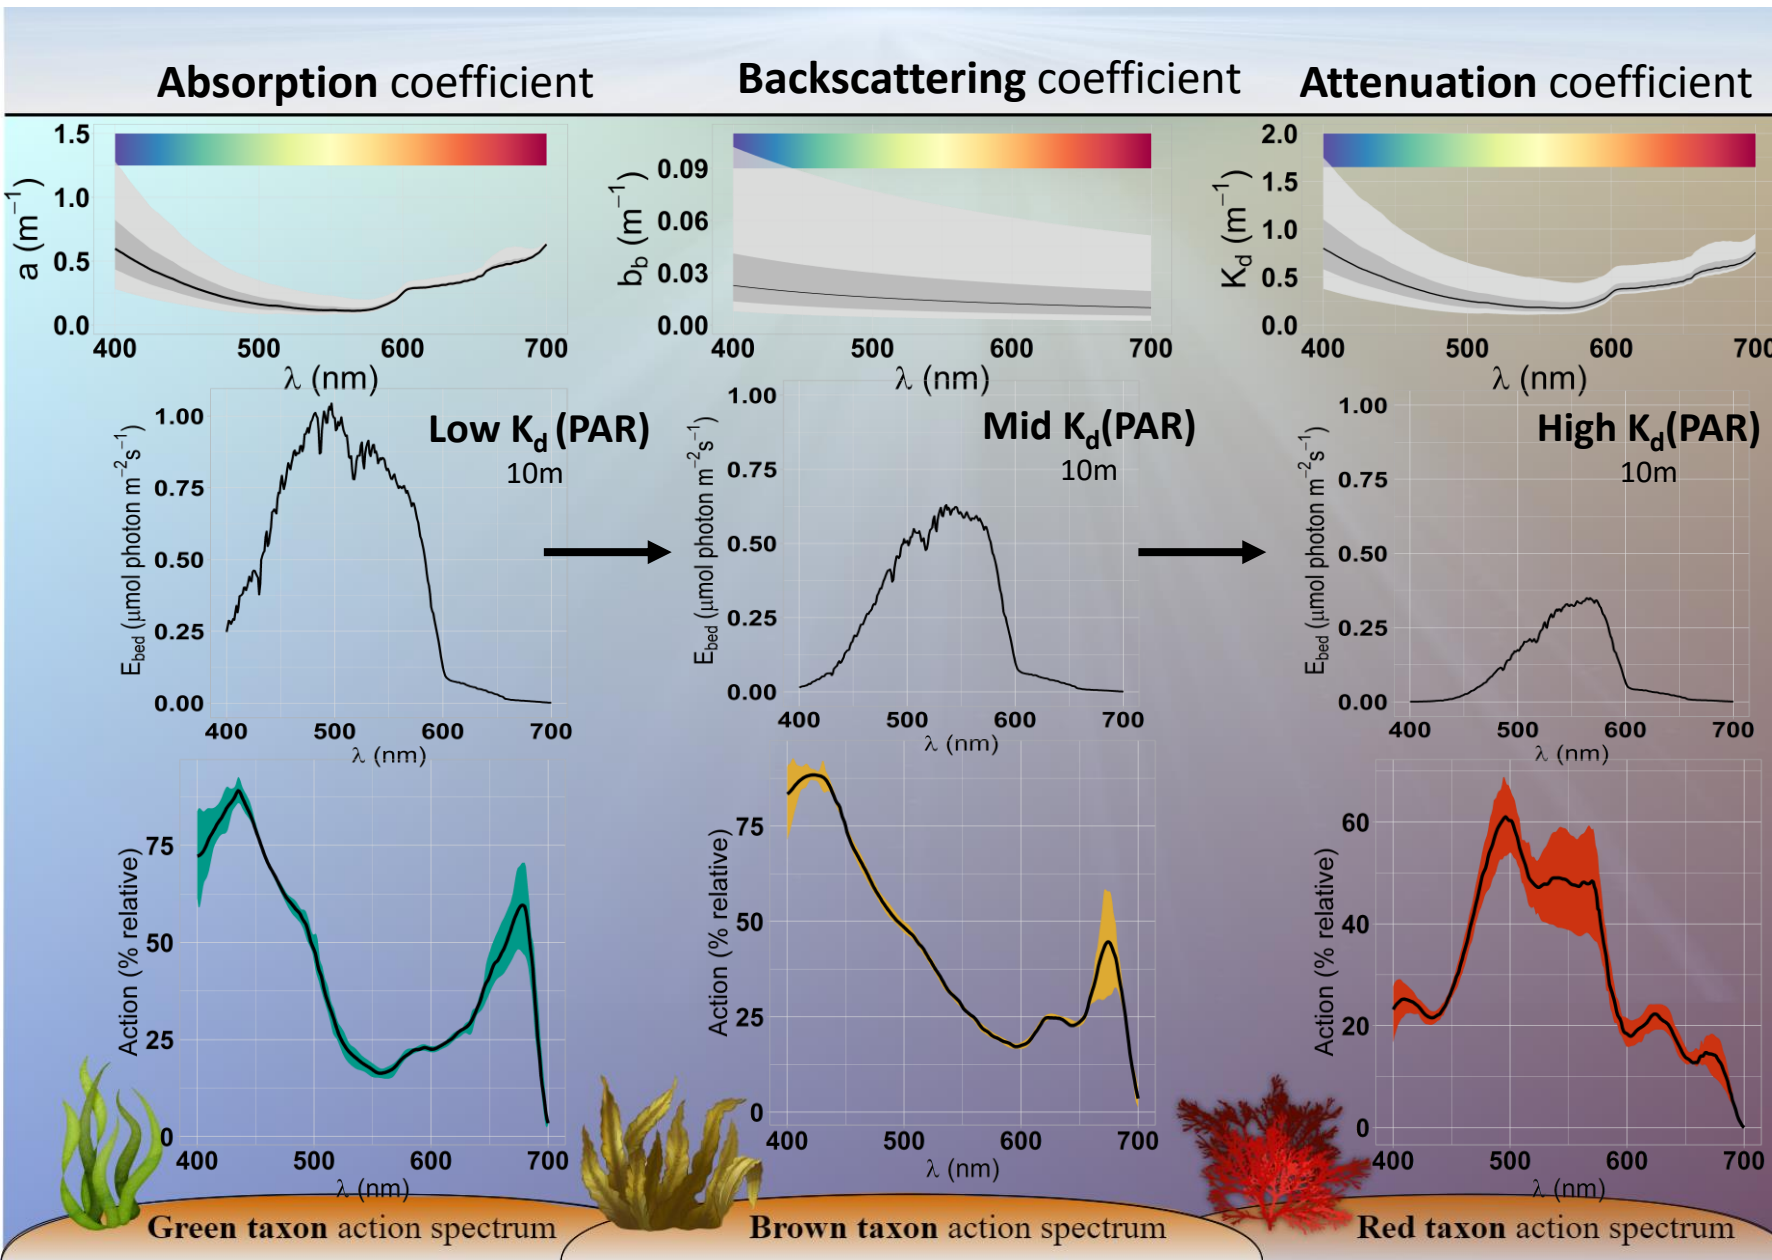 Absorption coefficient
Backscattering coefficient
Attenuation coefficient
1.5
1.0
0.5
0.0
a (m⁻¹)
400 500 600 700
λ (nm)
0.09
0.06
0.03
0.00
b_b (m⁻¹)
400 500 600 700
λ (nm)
2.0
1.5
1.0
0.5
0.0
K_d (m⁻¹)
400 500 600 700
λ (nm)
Low K_d (PAR)
10m
1.00
0.75
0.50
0.25
0.00
E_bed (μmol photon m⁻²s⁻¹)
400 500 600 700
λ (nm)
Mid K_d(PAR)
10m
1.00
0.75
0.50
0.25
0.00
E_bed (μmol photon m⁻²s⁻¹)
400 500 600 700
λ (nm)
High K_d(PAR)
10m
1.00
0.75
0.50
0.25
0.00
E_bed (μmol photon m⁻²s⁻¹)
400 500 600 700
λ (nm)
75
50
25
0
Action (% relative)
400 500 600 700
λ (nm)
Green taxon action spectrum
75
50
25
0
Action (% relative)
400 500 600 700
λ (nm)
Brown taxon action spectrum
60
40
20
0
Action (% relative)
400 500 600 700
λ (nm)
Red taxon action spectrum